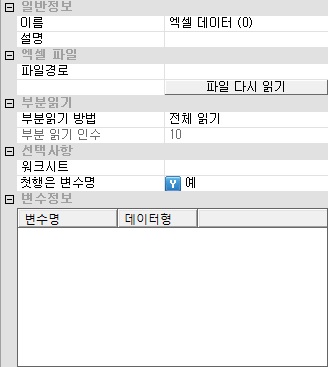 일반정보
이름 엑셀 데이터 (0)
설명
엑셀 파일
파일경로
파일 다시 읽기
부분읽기
부분읽기 방법 전체 읽기
부분 읽기 인수 10
선택사항
워크시트
첫행은 변수명 Y 예
변수정보
변수명 데이터형